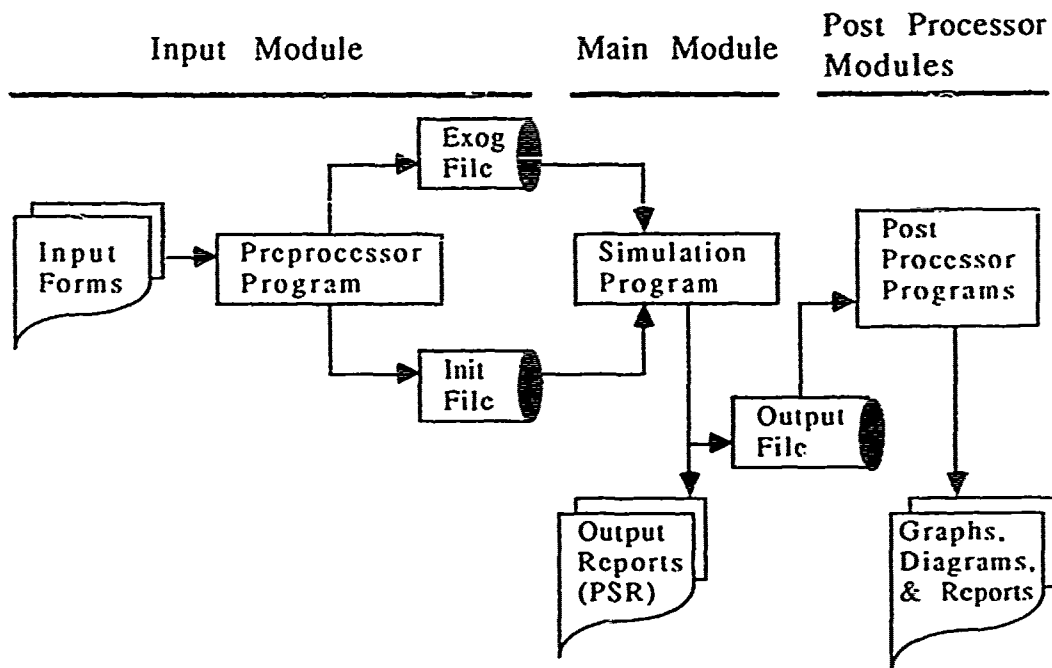 Input Module
Main Module
Post Processor
Modules
Exog
File
Input
Forms
Preprocessor
Program
Simulation
Program
Post
Processor
Programs
Init
File
Output
File
Output
Reports
(PSR)
Graphs,
Diagrams,
& Reports